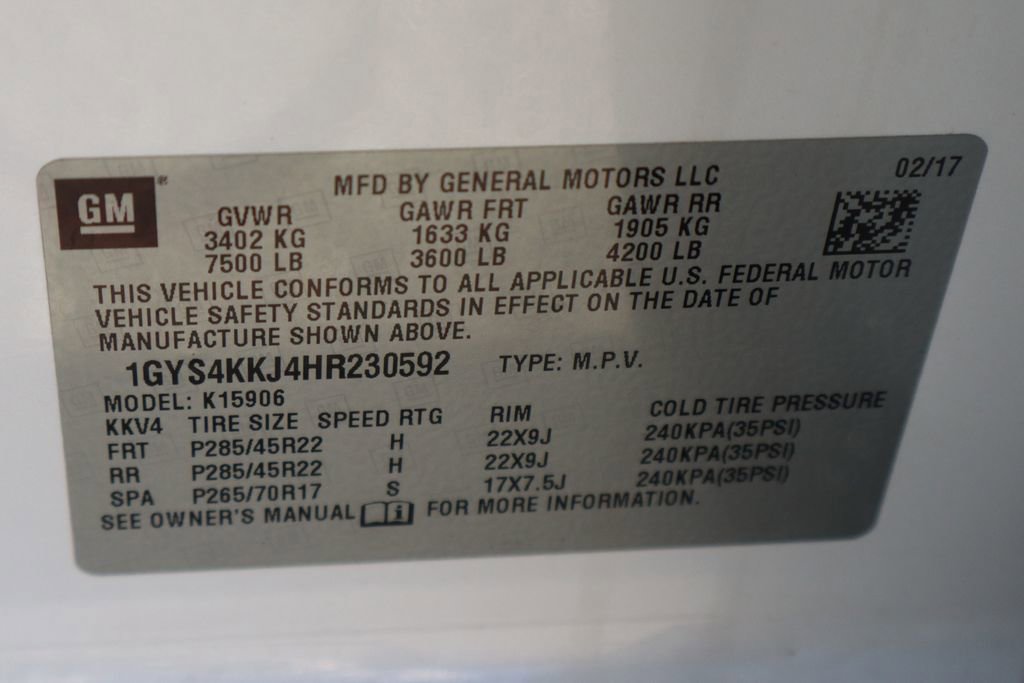 GM®
MFD BY GENERAL MOTORS LLC
02/17
GVWR GAWR FRT GAWR RR
3402 KG 1633 KG 1905 KG
7500 LB 3600 LB 4200 LB
THIS VEHICLE CONFORMS TO ALL APPLICABLE U.S. FEDERAL MOTOR
VEHICLE SAFETY STANDARDS IN EFFECT ON THE DATE OF
MANUFACTURE SHOWN ABOVE.
1GYS4KKJ4HR230592 TYPE: M.P.V.
MODEL: K15906
KKV4 TIRE SIZE SPEED RTG RIM COLD TIRE PRESSURE
FRT P285/45R22 H 22X9J 240KPA(35PSI)
RR P285/45R22 H 22X9J 240KPA(35PSI)
SPA P265/70R17 S 17X7.5J 240KPA(35PSI)
SEE OWNER'S MANUAL FOR MORE INFORMATION.